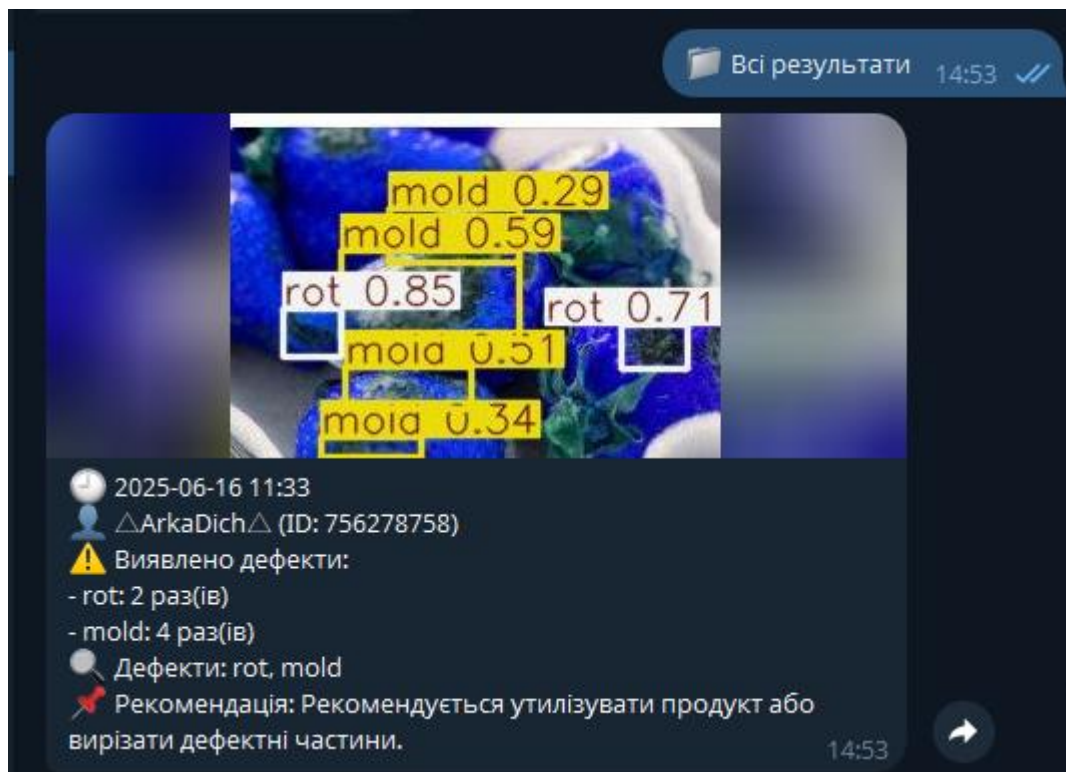 Всі результати 14:53
mold 0.29
mold 0.59
rot 0.85
rot 0.71
mold 0.51
mold 0.34
2025-06-16 11:33
△ArkaDich△ (ID: 756278758)
Виявлено дефекти:
- rot: 2 раз(ів)
- mold: 4 раз(ів)
Дефекти: rot, mold
Рекомендація: Рекомендується утилізувати продукт або
вирізати дефектні частини.
14:53